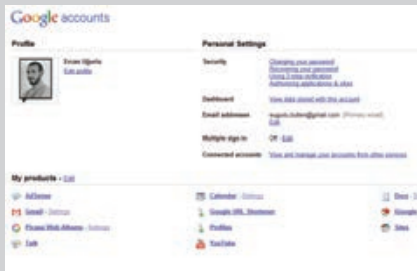 Google accounts
Profile
Edit profile
Personal Settings
Security
Changing your password
Recovering your password
Using 2-step verification
Authorizing applications & sites
Dashboard
View data stored with this account
Email addresses
(Primary email)
Edit
Multiple sign-in
Off - Edit
Connected accounts
View and manage your accounts from other services
My products - Edit
AdSense
Calendar - Settings
Docs
Gmail - Settings
Google URL Shortener
Google
Picasa Web Albums - Settings
Profiles
Sites
Talk
YouTube